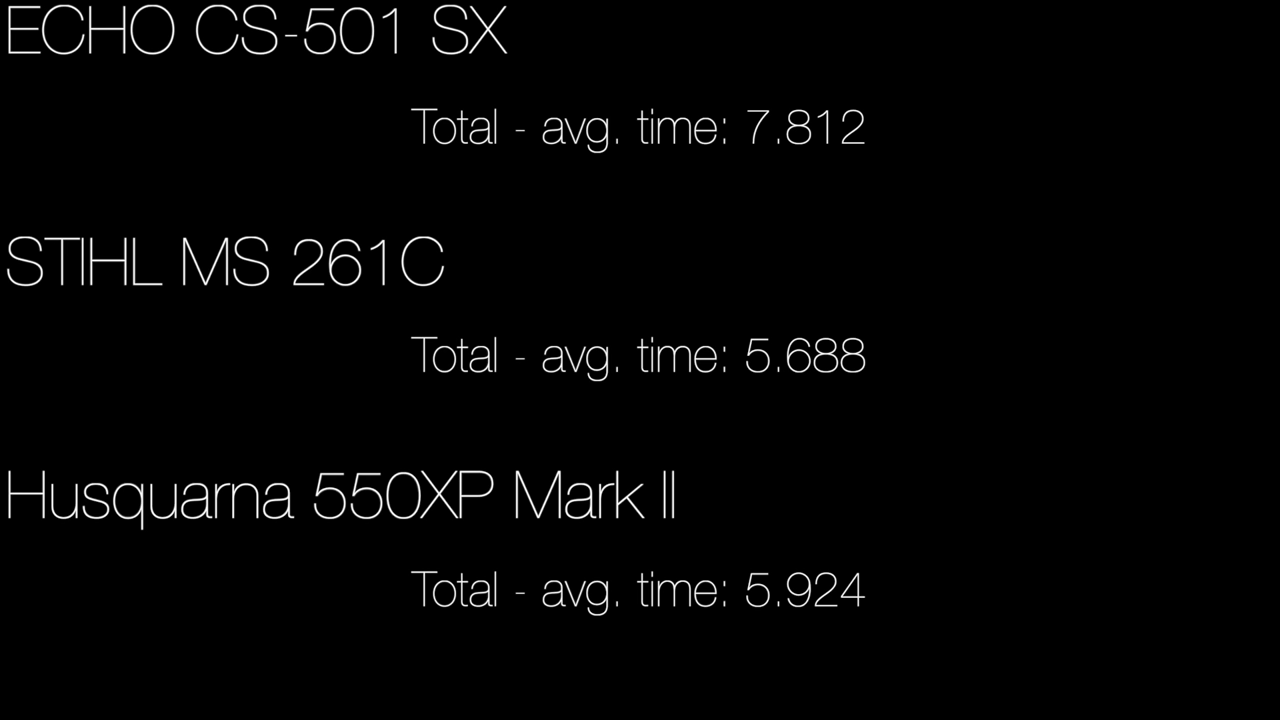 ECHO CS-501 SX
Total - avg. time: 7.812
STIHL MS 261C
Total - avg. time: 5.688
Husquarna 550XP Mark II
Total - avg. time: 5.924